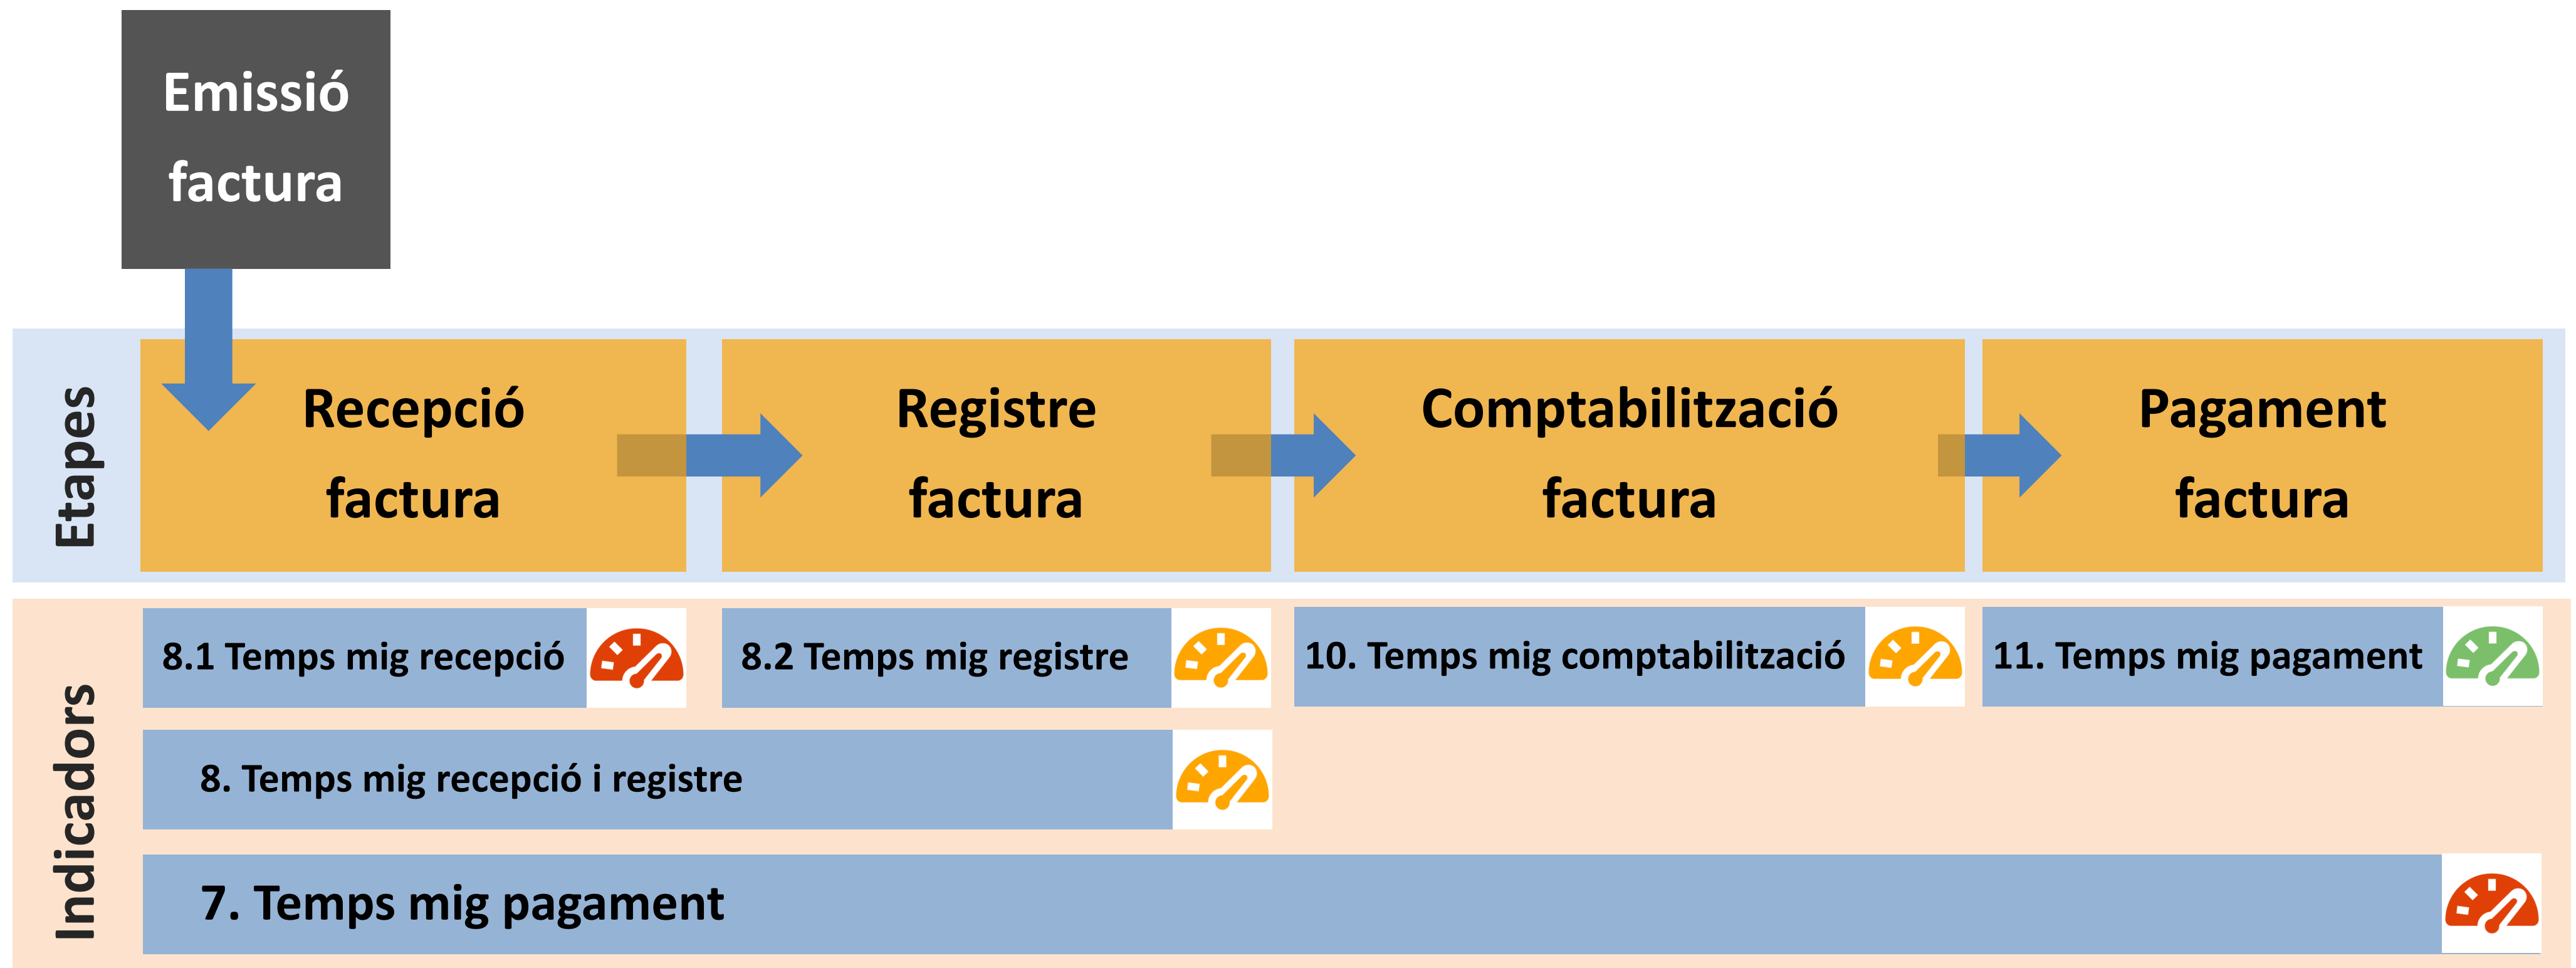 Emissió
factura
Etapes
Recepció
factura
Registre
factura
Comptabilització
factura
Pagament
factura
Indicadors
8.1 Temps mig recepció
8.2 Temps mig registre
10. Temps mig comptabilització
11. Temps mig pagament
8. Temps mig recepció i registre
7. Temps mig pagament